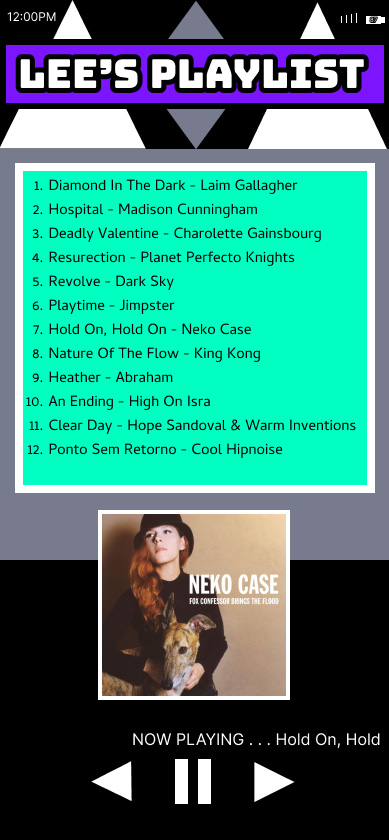 12:00PM
87
LEE'S PLAYLIST
1. Diamond In The Dark - Laim Gallagher
2. Hospital - Madison Cunningham
3. Deadly Valentine - Charolette Gainsbourg
4. Resurection - Planet Perfecto Knights
5. Revolve - Dark Sky
6. Playtime - Jimpster
7. Hold On, Hold On - Neko Case
8. Nature Of The Flow - King Kong
9. Heather - Abraham
10. An Ending - High On Isra
11. Clear Day - Hope Sandoval & Warm Inventions
12. Ponto Sem Retorno - Cool Hipnoise
NEKO CASE
FOX CONFESSOR BRINGS THE FLOOD
NOW PLAYING . . . Hold On, Hold